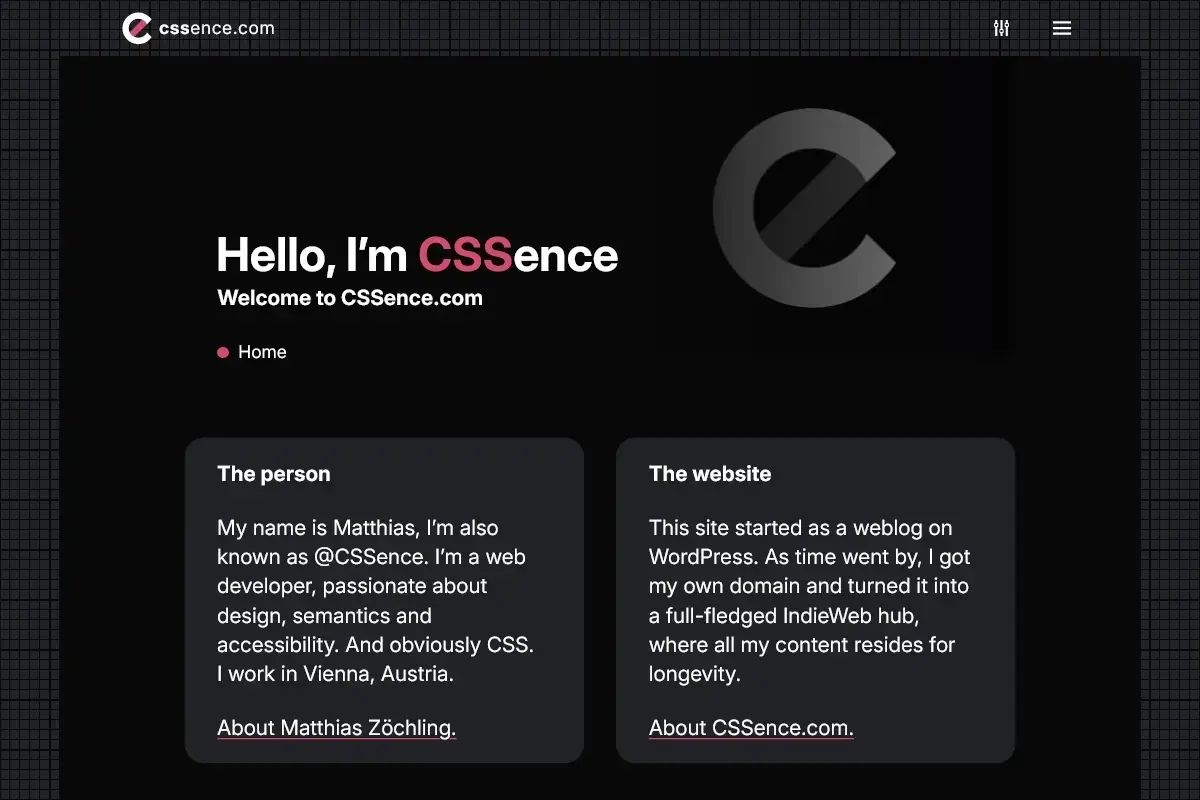 cssence.com
Hello, I’m CSSence
Welcome to CSSence.com
Home
The person
My name is Matthias, I’m also
known as @CSSence. I’m a web
developer, passionate about
design, semantics and
accessibility. And obviously CSS.
I work in Vienna, Austria.
About Matthias Zöchling.
The website
This site started as a weblog on
WordPress. As time went by, I got
my own domain and turned it into
a full-fledged IndieWeb hub,
where all my content resides for
longevity.
About CSSence.com.